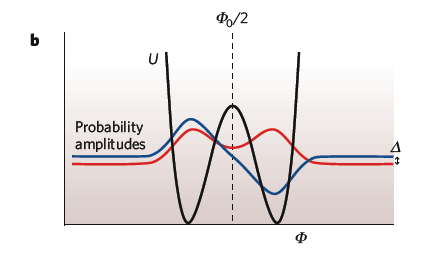 Φ₀/2
b
U
Probability
amplitudes
Δ
Φ